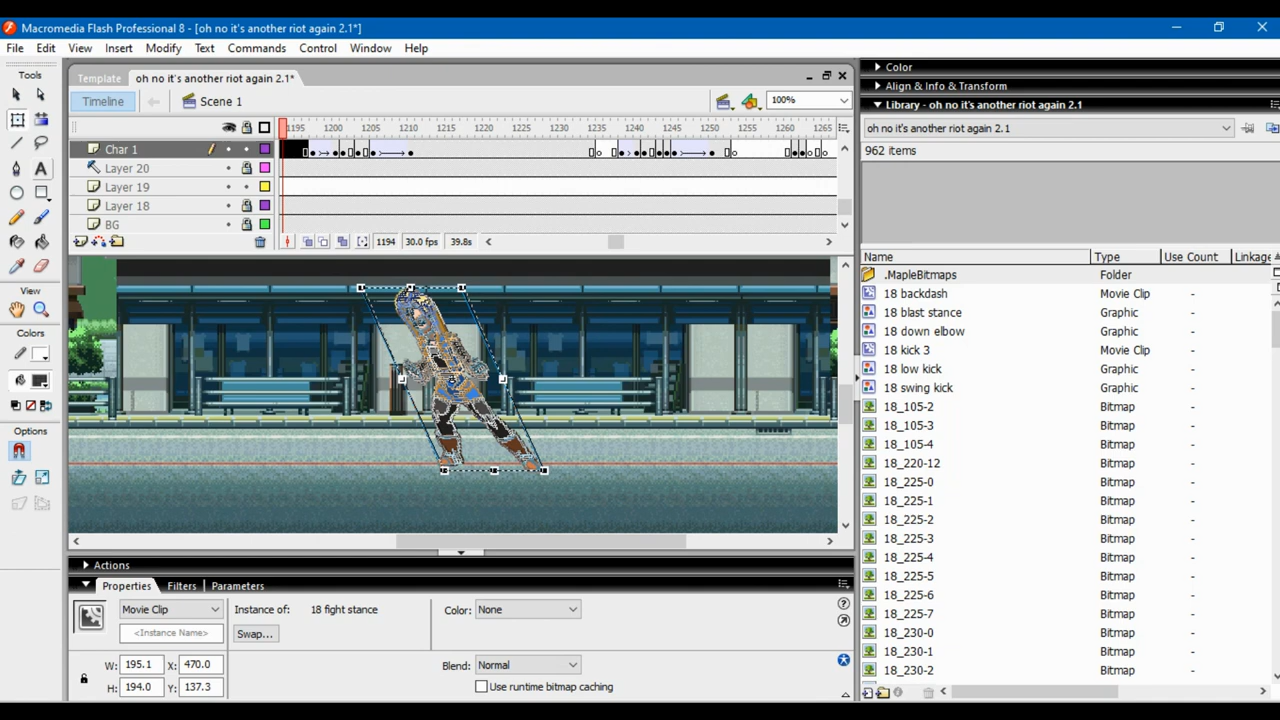 Macromedia Flash Professional 8 - [oh no it's another riot again 2.1*]
File Edit View Insert Modify Text Commands Control Window Help
Tools
Template oh no it's another riot again 2.1*
Timeline Scene 1 100%
1195 1200 1205 1210 1215 1220 1225 1230 1235 1240 1245 1250 1255 1260 1265
Char 1
Layer 20
Layer 19
Layer 18
BG
1194 30.0 fps 39.8s
View
Colors
Options
Actions
Properties Filters Parameters
Movie Clip Instance of: 18 fight stance Color: None
<Instance Name> Swap...
W: 195.1 X: 470.0 Blend: Normal
H: 194.0 Y: 137.3 Use runtime bitmap caching
Color
Align & Info & Transform
Library - oh no it's another riot again 2.1
oh no it's another riot again 2.1
962 items
Name Type Use Count Linkage
.MapleBitmaps Folder
18 backdash Movie Clip -
18 blast stance Graphic -
18 down elbow Graphic -
18 kick 3 Movie Clip -
18 low kick Graphic -
18 swing kick Graphic -
18_105-2 Bitmap -
18_105-3 Bitmap -
18_105-4 Bitmap -
18_220-12 Bitmap -
18_225-0 Bitmap -
18_225-1 Bitmap -
18_225-2 Bitmap -
18_225-3 Bitmap -
18_225-4 Bitmap -
18_225-5 Bitmap -
18_225-6 Bitmap -
18_225-7 Bitmap -
18_230-0 Bitmap -
18_230-1 Bitmap -
18_230-2 Bitmap -